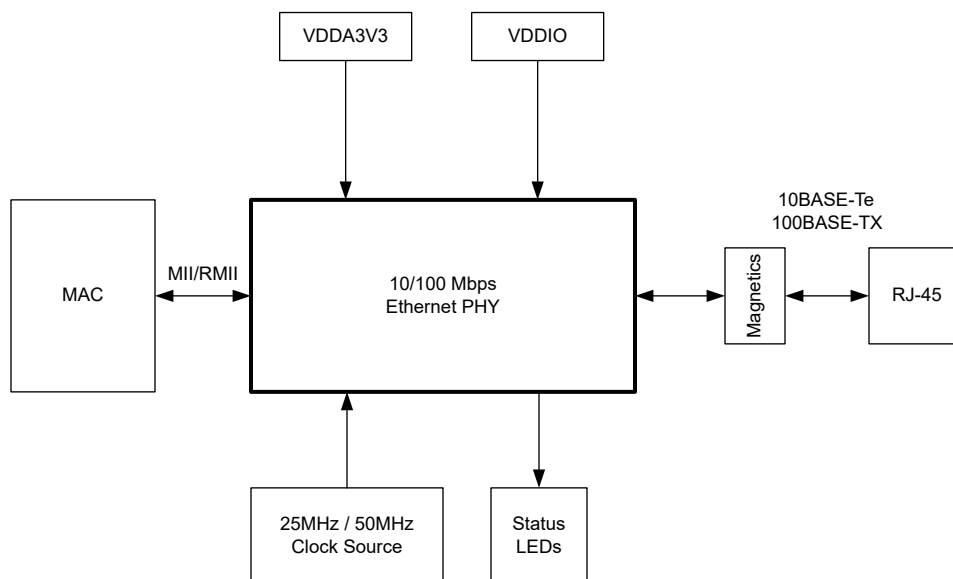 VDDA3V3
VDDIO
10BASE-Te
100BASE-TX
MAC
MII/RMII
10/100 Mbps
Ethernet PHY
Magnetics
RJ-45
25MHz / 50MHz
Clock Source
Status
LEDs